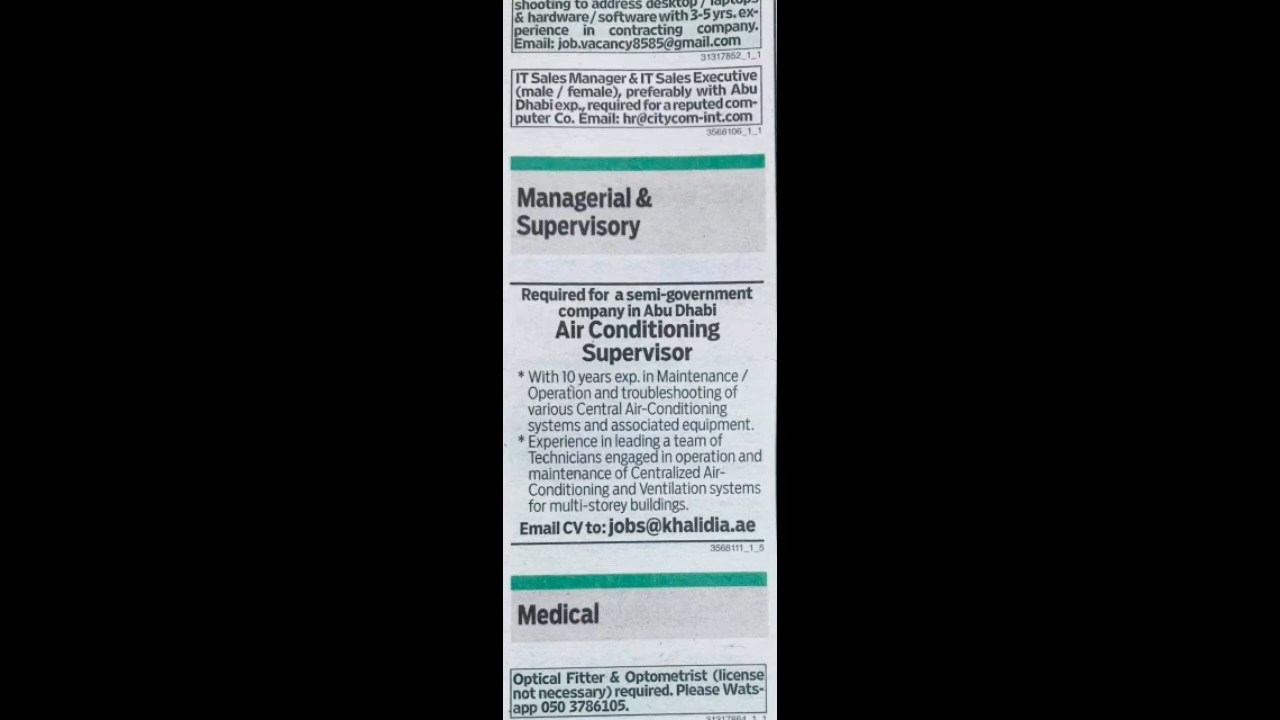 shooting to address desktop / laptops
& hardware/ software with 3-5 yrs. ex-
perience in contracting company.
Email: job.vacancy8585@gmail.com
31317852_1_1
IT Sales Manager & IT Sales Executive
(male / female), preferably with Abu
Dhabi exp., required for a reputed com-
puter Co. Email: hr@citycom-int.com
3566106_1_1
Managerial &
Supervisory
Required for a semi-government
company in Abu Dhabi
Air Conditioning
Supervisor
* With 10 years exp. in Maintenance /
Operation and troubleshooting of
various Central Air-Conditioning
systems and associated equipment.
* Experience in leading a team of
Technicians engaged in operation and
maintenance of Centralized Air-
Conditioning and Ventilation systems
for multi-storey buildings.
Email CV to: jobs@khalidia.ae
3568111_1_5
Medical
Optical Fitter & Optometrist (license
not necessary) required. Please Wats-
app 050 3786105.